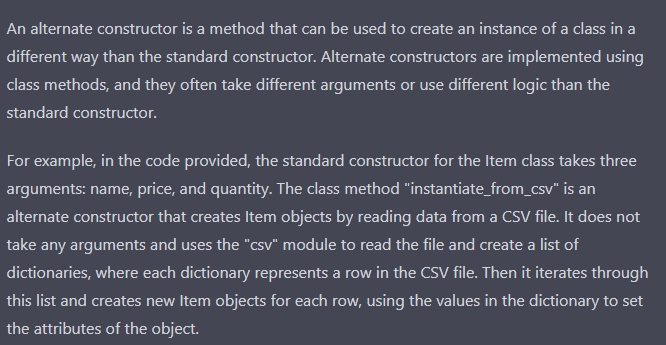 An alternate constructor is a method that can be used to create an instance of a class in a
different way than the standard constructor. Alternate constructors are implemented using
class methods, and they often take different arguments or use different logic than the
standard constructor.
For example, in the code provided, the standard constructor for the Item class takes three
arguments: name, price, and quantity. The class method "instantiate_from_csv" is an
alternate constructor that creates Item objects by reading data from a CSV file. It does not
take any arguments and uses the "csv" module to read the file and create a list of
dictionaries, where each dictionary represents a row in the CSV file. Then it iterates through
this list and creates new Item objects for each row, using the values in the dictionary to set
the attributes of the object.